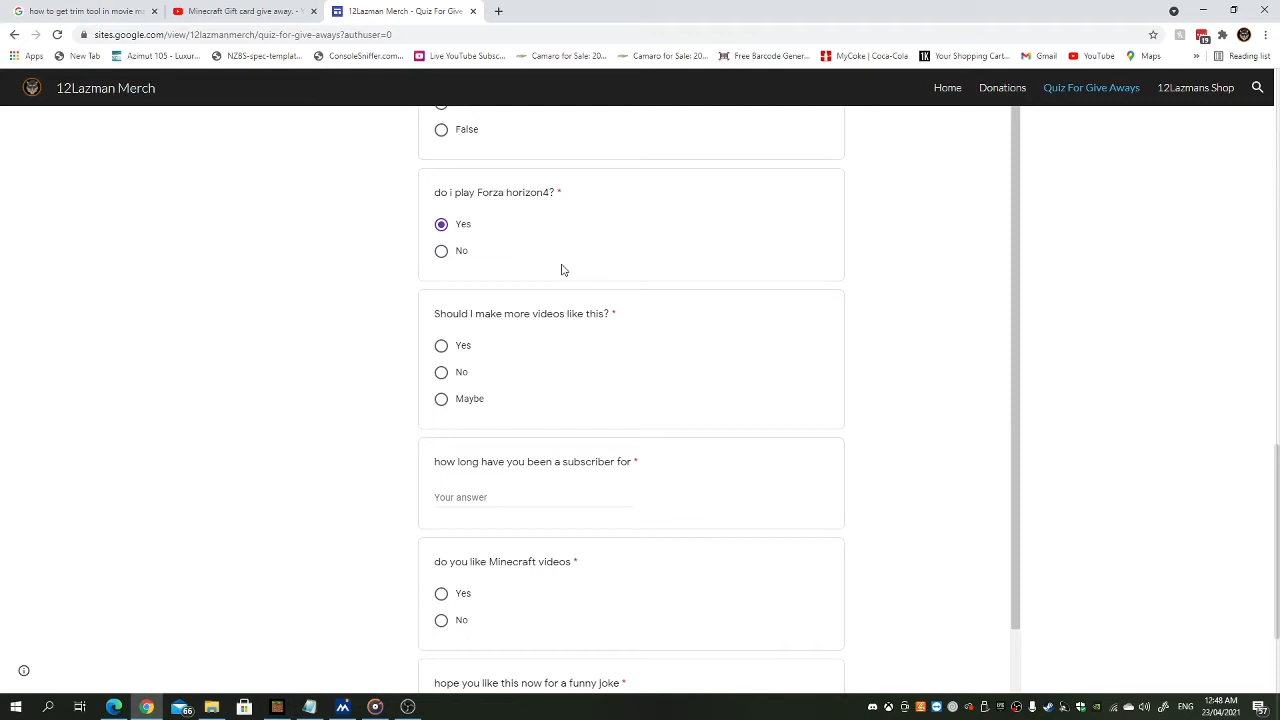 how to get trim tool in movie m
Minecraft Gift card give away. -
12Lazman Merch - Quiz For Give
sites.google.com/view/12lazmanmerch/quiz-for-give-aways?authuser=0
Apps
New Tab
Azimut 105 - Luxur...
NZBS-spec-templat...
ConsoleSniffer.com...
Live YouTube Subsc...
Camaro for Sale: 20...
Camaro for Sale: 20...
Free Barcode Gener...
MyCoke | Coca-Cola
Your Shopping Cart...
Gmail
YouTube
Maps
»
Reading list
12Lazman Merch
Home
Donations
Quiz For Give Aways
12Lazmans Shop
False
do i play Forza horizon4? *
Yes
No
Should I make more videos like this? *
Yes
No
Maybe
how long have you been a subscriber for *
Your answer
do you like Minecraft videos *
Yes
No
hope you like this now for a funny joke *
66
ENG
12:48 AM
23/04/2021